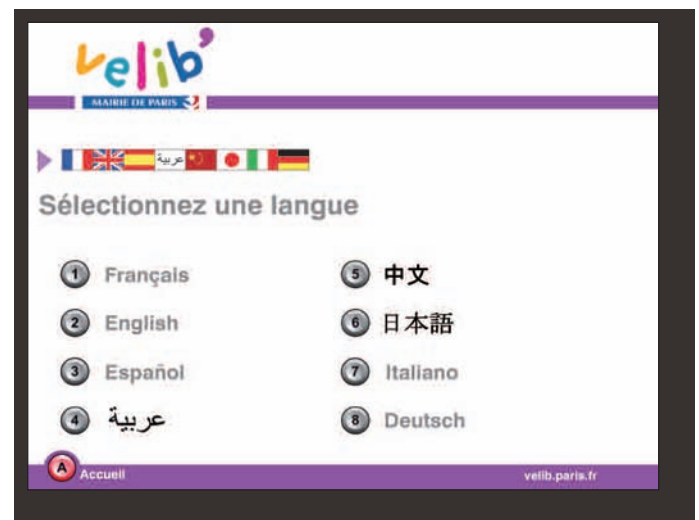 velib'
MAIRIE DE PARIS
عربية
Sélectionnez une langue
1 Français
2 English
3 Español
4 عربية
5 中文
6 日本語
7 Italiano
8 Deutsch
A Accueil
velib.paris.fr